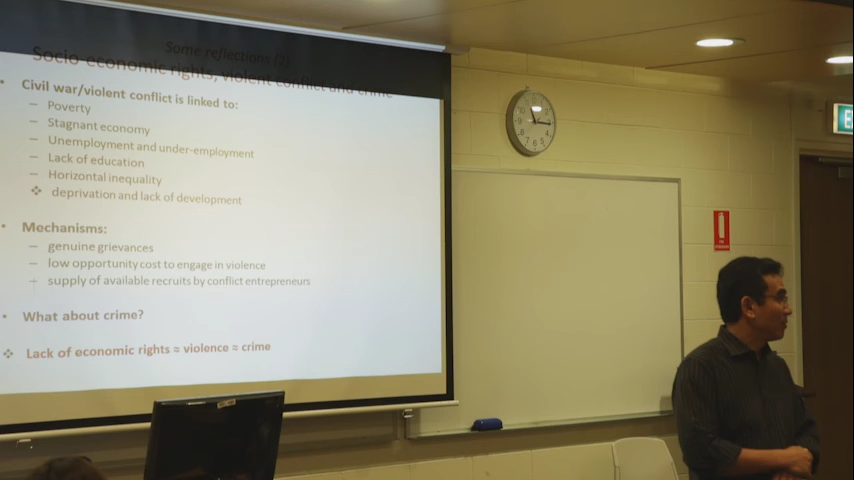 Some reflections (2)
Socio-economic rights, violent conflict and crime
• Civil war/violent conflict is linked to:
– Poverty
– Stagnant economy
– Unemployment and under-employment
– Lack of education
– Horizontal inequality
❖ deprivation and lack of development
• Mechanisms:
– genuine grievances
– low opportunity cost to engage in violence
– supply of available recruits by conflict entrepreneurs
• What about crime?
❖ Lack of economic rights ≈ violence ≈ crime